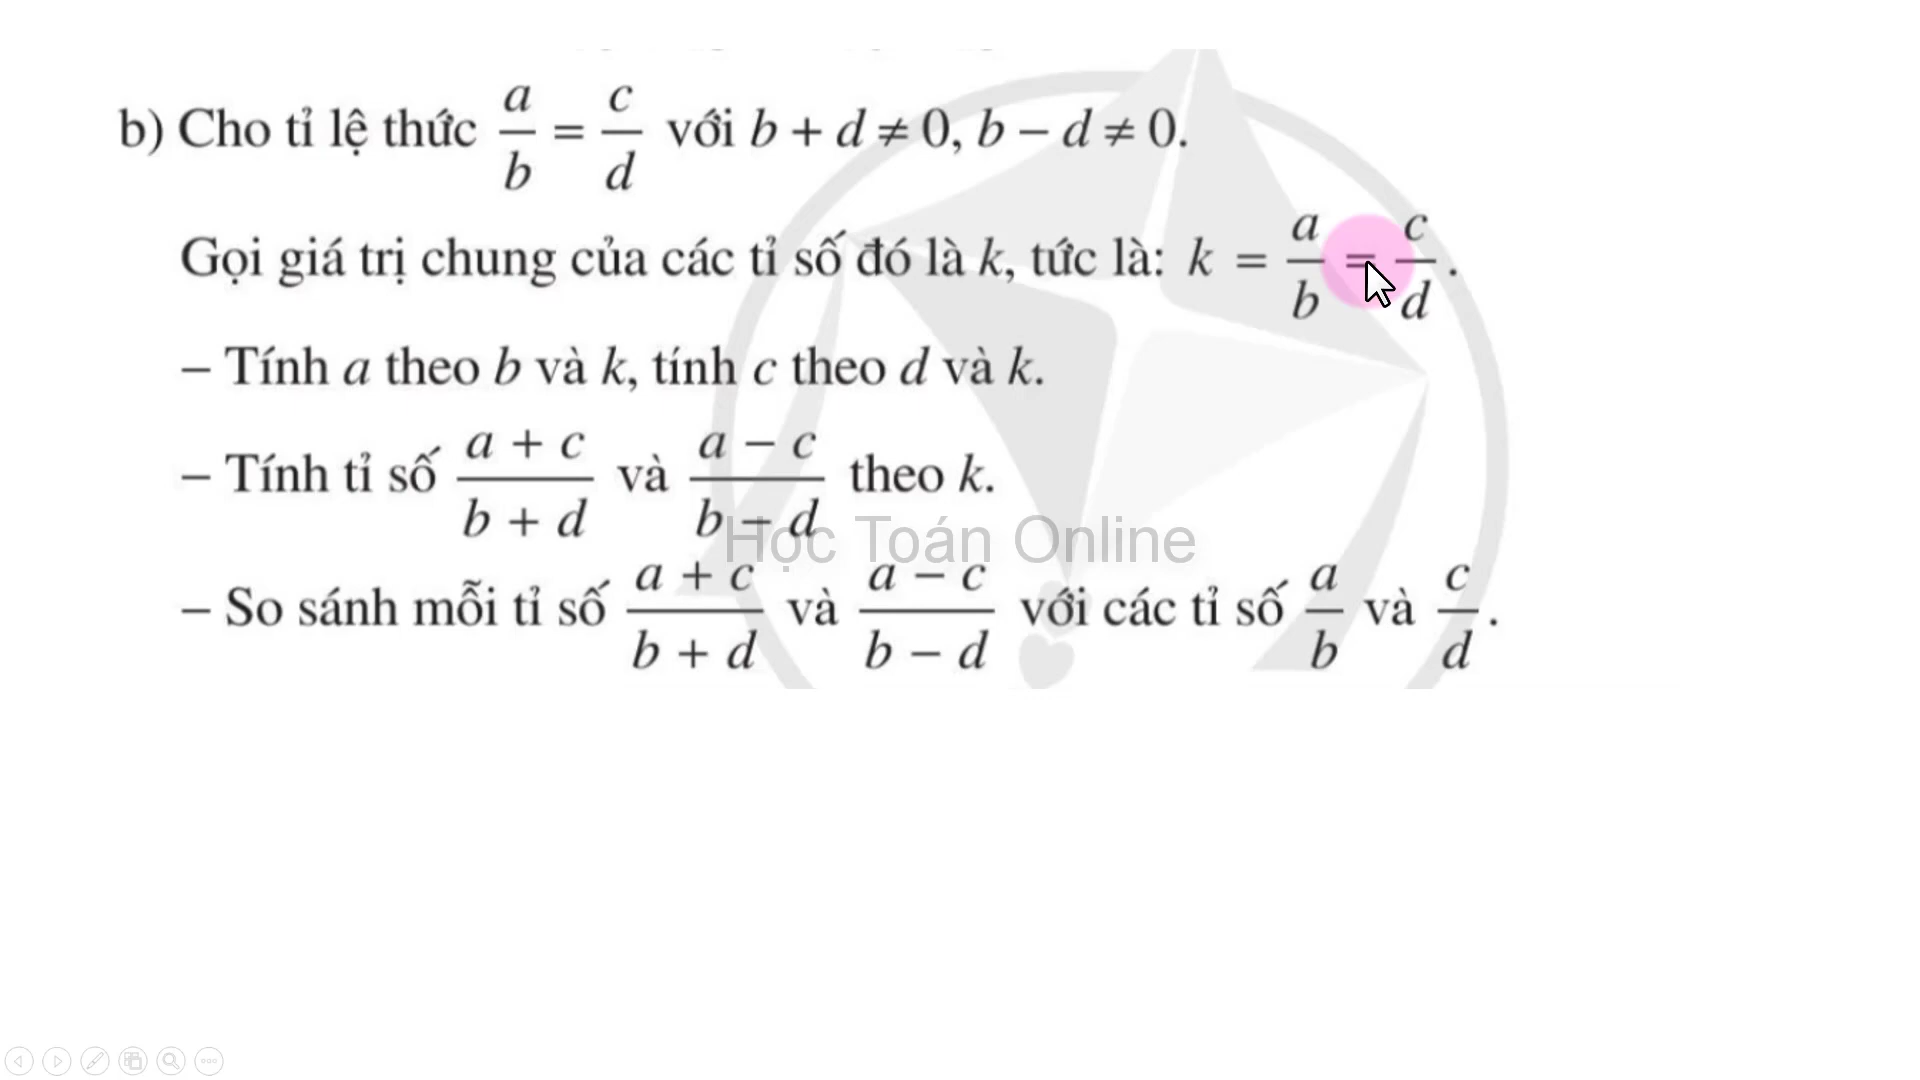 b) Cho tỉ lệ thức a/b = c/d với b + d ≠ 0, b – d ≠ 0.
Gọi giá trị chung của các tỉ số đó là k, tức là: k = a/b = c/d.
– Tính a theo b và k, tính c theo d và k.
– Tính tỉ số (a + c)/(b + d) và (a – c)/(b – d) theo k.
Học Toán Online
– So sánh mỗi tỉ số (a + c)/(b + d) và (a – c)/(b – d) với các tỉ số a/b và c/d.